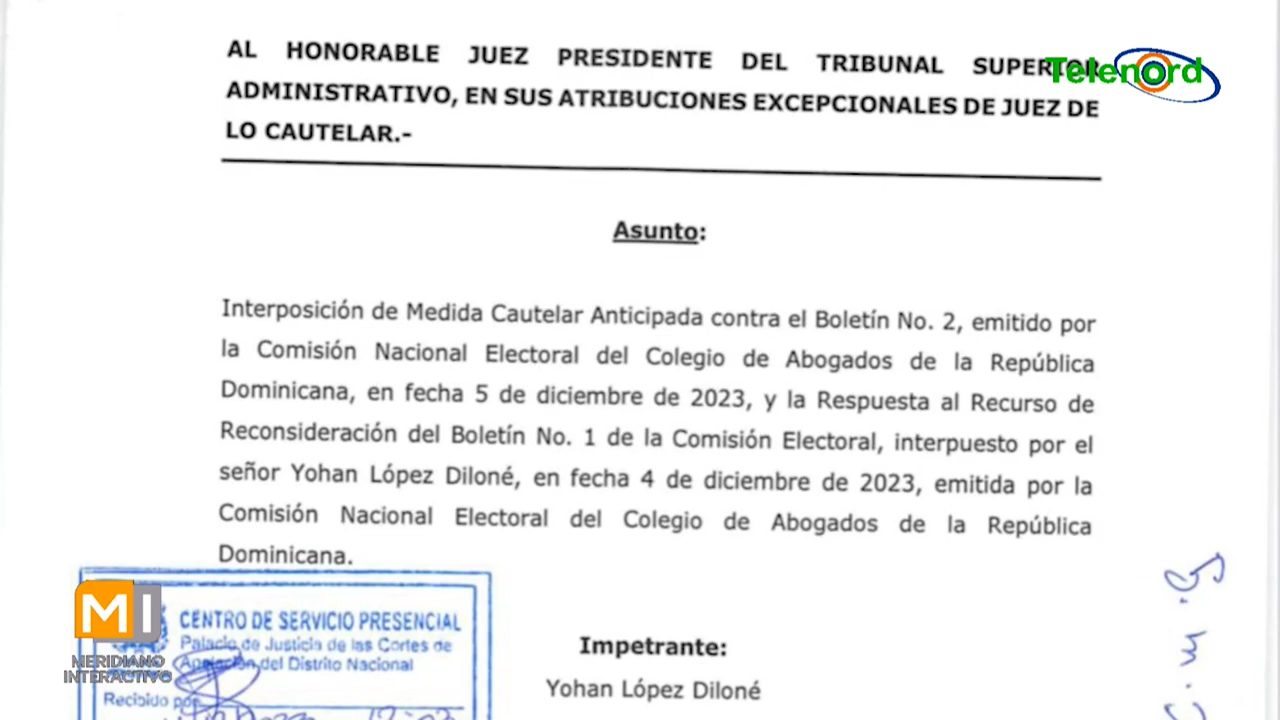 AL HONORABLE JUEZ PRESIDENTE DEL TRIBUNAL SUPERIOR
Telenord
ADMINISTRATIVO, EN SUS ATRIBUCIONES EXCEPCIONALES DE JUEZ DE
LO CAUTELAR.-
Asunto:
Interposición de Medida Cautelar Anticipada contra el Boletín No. 2, emitido por
la Comisión Nacional Electoral del Colegio de Abogados de la República
Dominicana, en fecha 5 de diciembre de 2023, y la Respuesta al Recurso de
Reconsideración del Boletín No. 1 de la Comisión Electoral, interpuesto por el
señor Yohan López Diloné, en fecha 4 de diciembre de 2023, emitida por la
Comisión Nacional Electoral del Colegio de Abogados de la República
Dominicana.
MI
MERIDIANO
INTERACTIVO
CENTRO DE SERVICIO PRESENCIAL
Palacio de Justicia de las Cortes de
Apelación del Distrito Nacional
Recibido por
Impetrante:
Yohan López Diloné